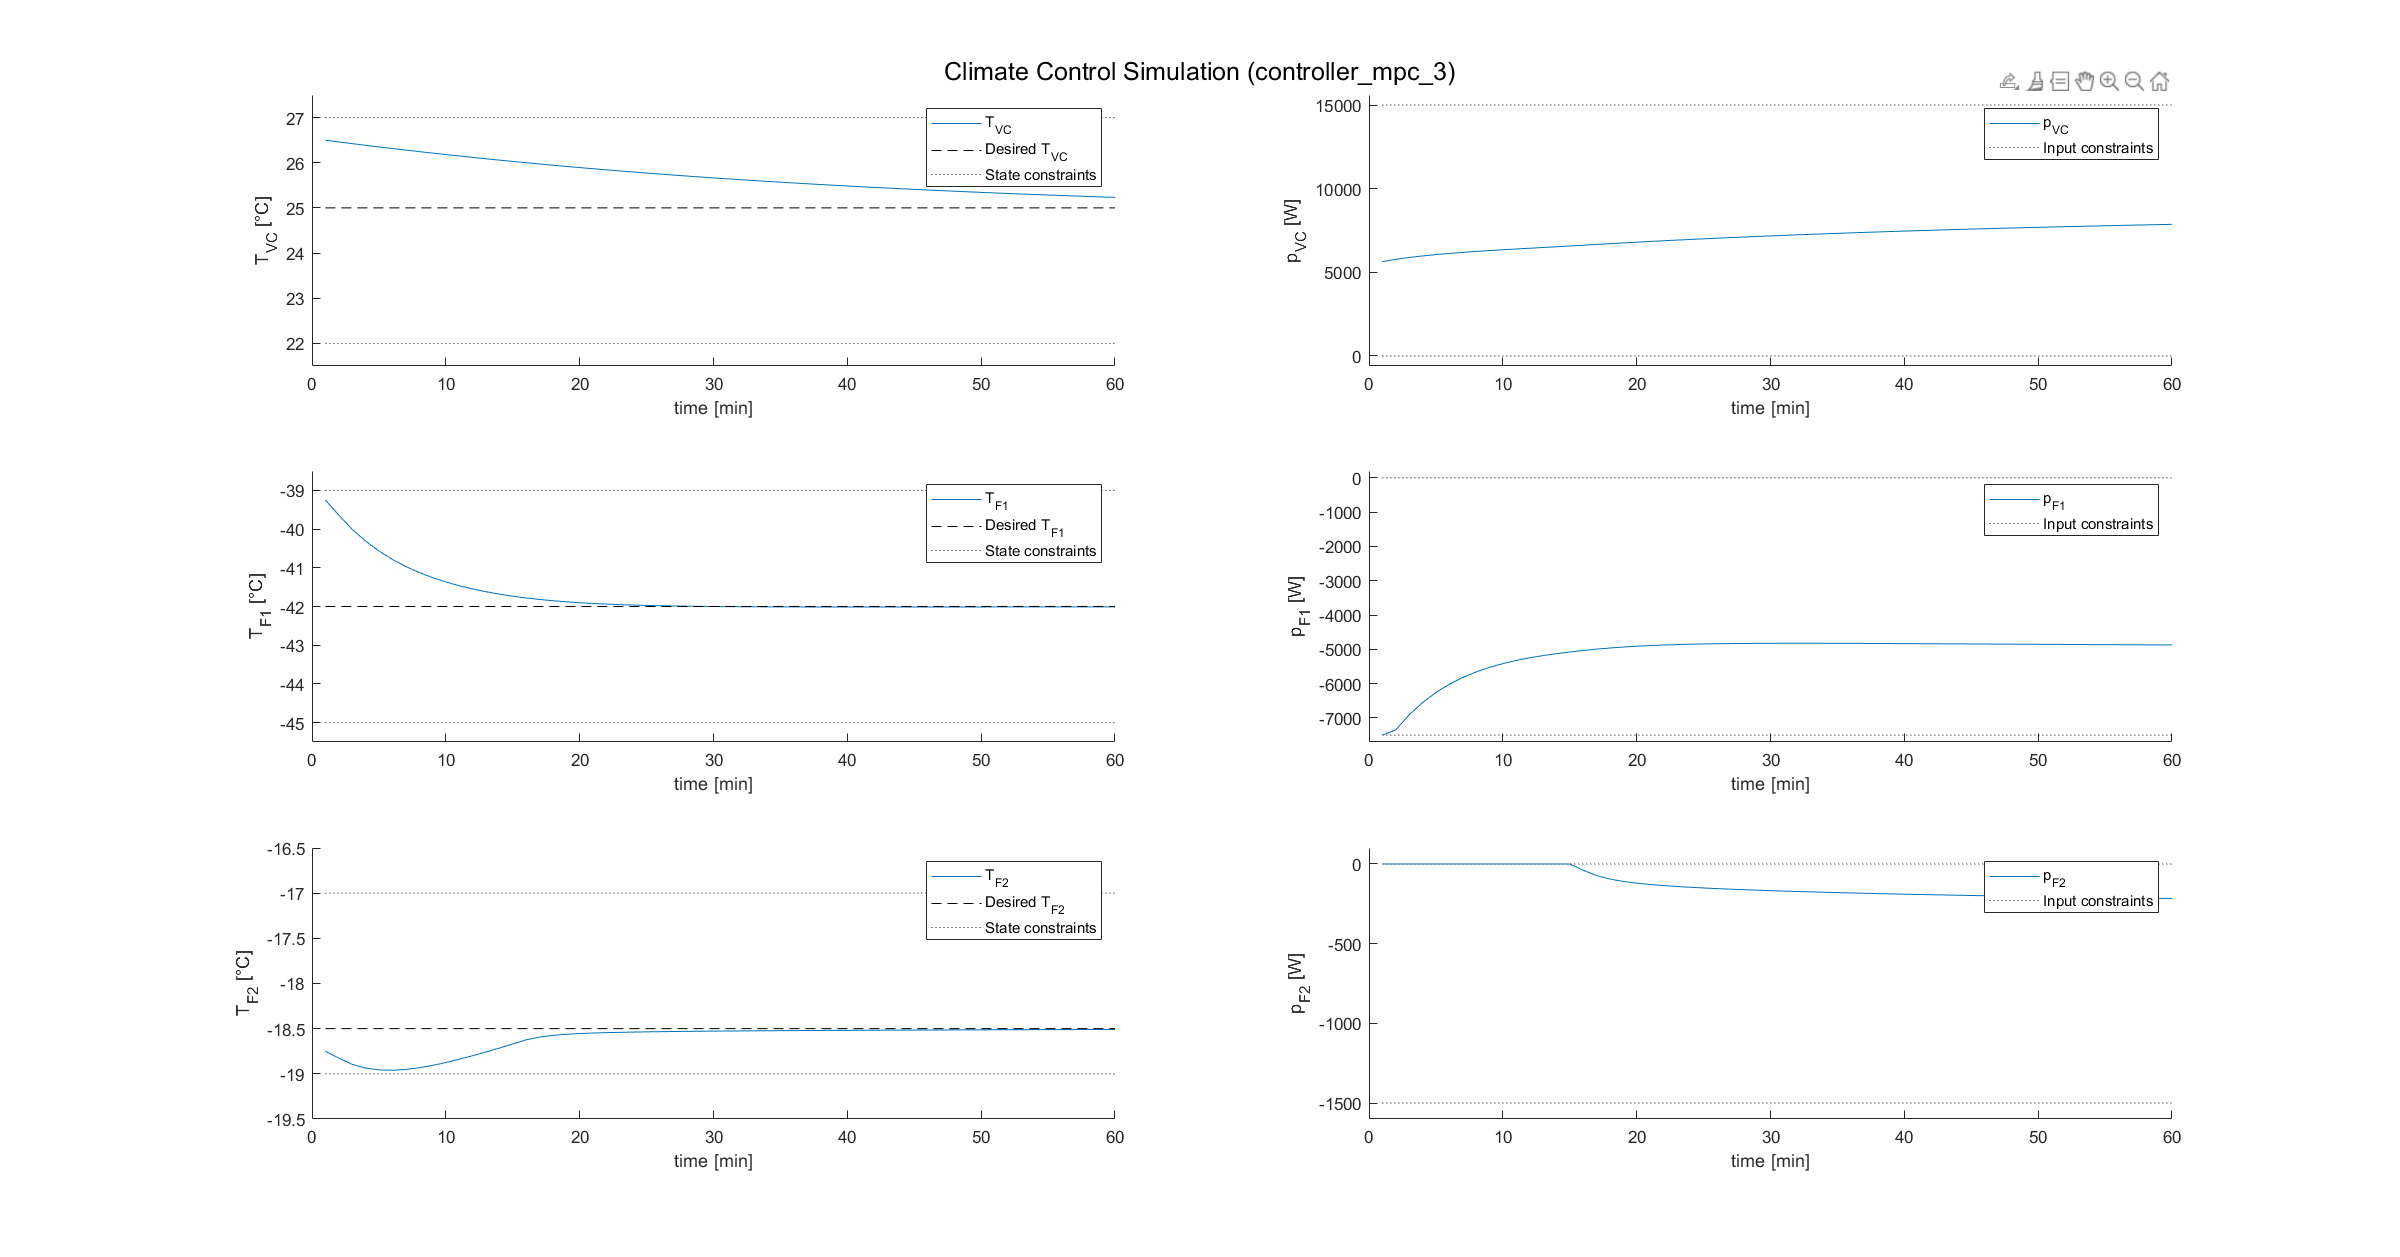 Climate Control Simulation (controller_mpc_3)
27
26
25
24
23
22
T_VC [°C]
T_VC
Desired T_VC
State constraints
0 10 20 30 40 50 60
time [min]
15000
10000
5000
0
p_VC [W]
p_VC
Input constraints
0 10 20 30 40 50 60
time [min]
-39
-40
-41
-42
-43
-44
-45
T_F1 [°C]
T_F1
Desired T_F1
State constraints
0 10 20 30 40 50 60
time [min]
0
-1000
-2000
-3000
-4000
-5000
-6000
-7000
p_F1 [W]
p_F1
Input constraints
0 10 20 30 40 50 60
time [min]
-16.5
-17
-17.5
-18
-18.5
-19
-19.5
T_F2 [°C]
T_F2
Desired T_F2
State constraints
0 10 20 30 40 50 60
time [min]
0
-500
-1000
-1500
p_F2 [W]
p_F2
Input constraints
0 10 20 30 40 50 60
time [min]